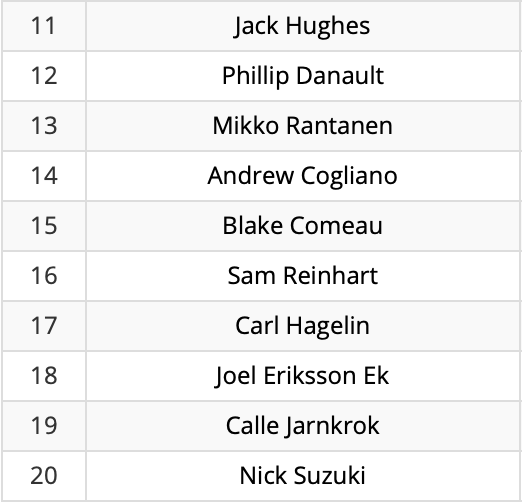 11 Jack Hughes
12 Phillip Danault
13 Mikko Rantanen
14 Andrew Cogliano
15 Blake Comeau
16 Sam Reinhart
17 Carl Hagelin
18 Joel Eriksson Ek
19 Calle Jarnkrok
20 Nick Suzuki